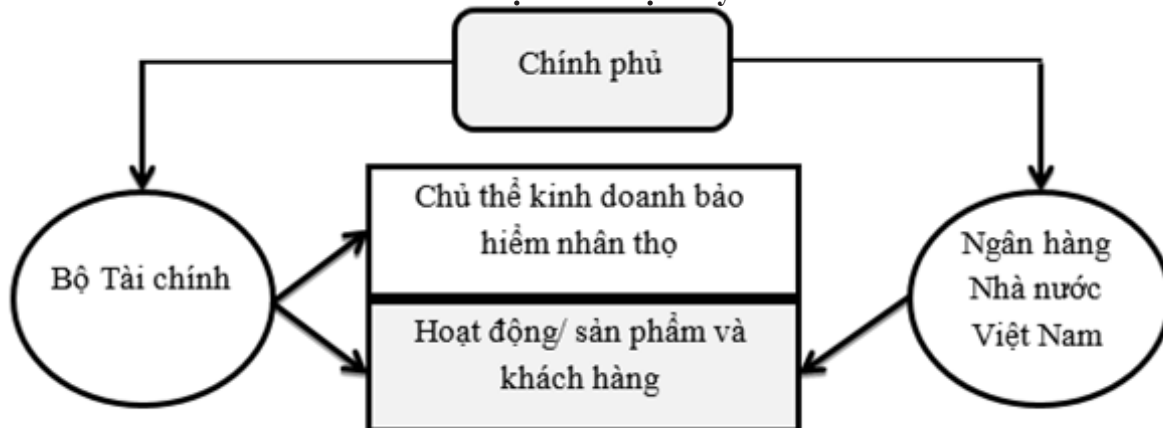 Chính phủ
Chủ thể kinh doanh bảo
hiểm nhân thọ
Bộ Tài chính
Ngân hàng
Nhà nước
Việt Nam
Hoạt động/ sản phẩm và
khách hàng